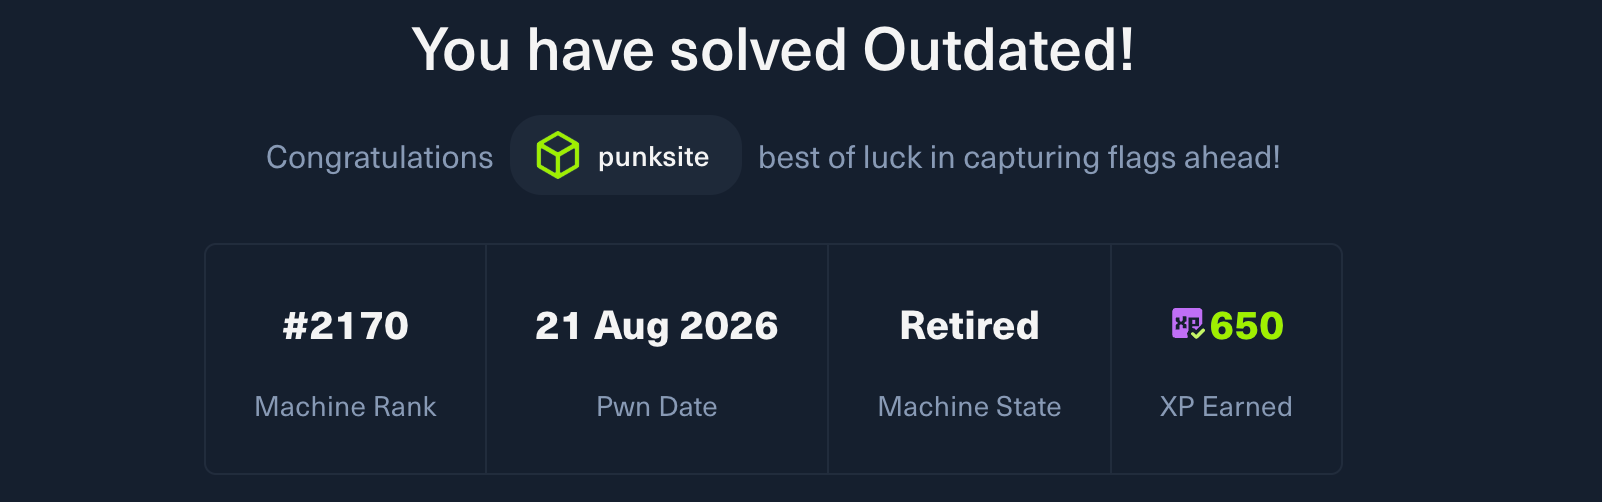 You have solved Outdated!
Congratulations punksite best of luck in capturing flags ahead!
#2170 21 Aug 2026 Retired XP 650
Machine Rank Pwn Date Machine State XP Earned